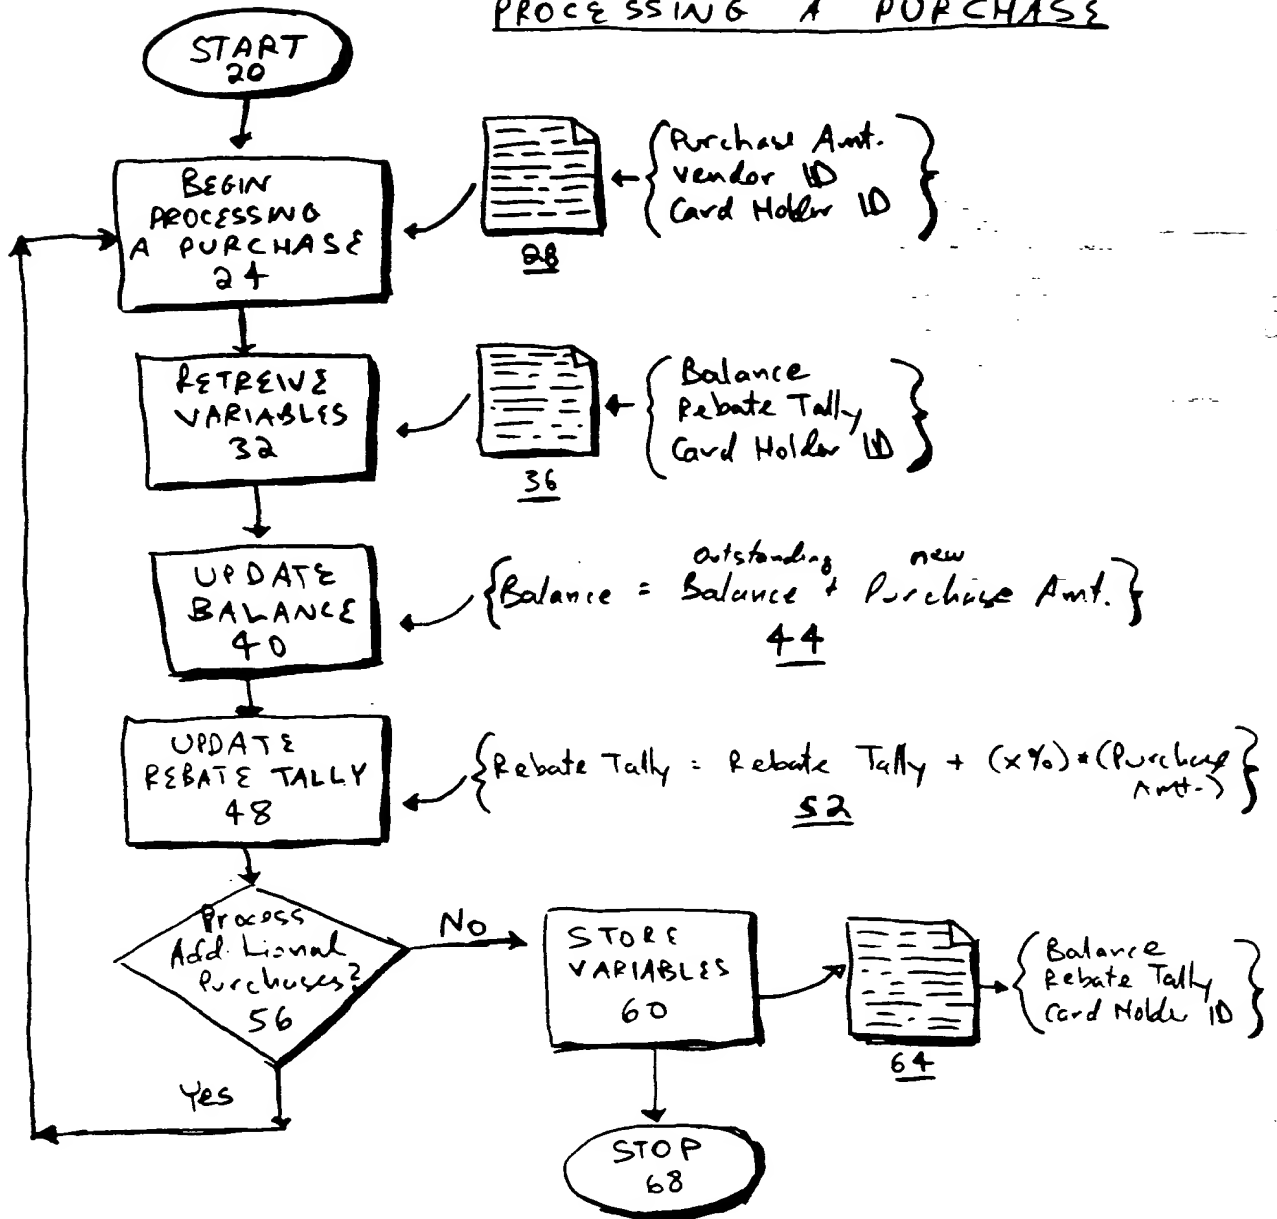 PROCESSING A PURCHASE
START
20
BEGIN
PROCESSING
A PURCHASE
24
Purchase Amt.
Vendor ID
Card Holder ID
28
RETREIVE
VARIABLES
32
Balance
Rebate Tally
Card Holder ID
36
UPDATE
BALANCE
40
outstanding new
{Balance = Balance + Purchase Amt.}
44
UPDATE
REBATE TALLY
48
{Rebate Tally = Rebate Tally + (x%)*(Purchase
Amt.)}
52
Process
Additional
Purchases?
56
No
Yes
STORE
VARIABLES
60
Balance
Rebate Tally
Card Holder ID
64
STOP
68